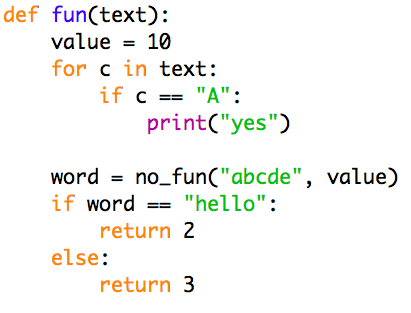 def fun(text):
    value = 10
    for c in text:
        if c == "A":
            print("yes")

    word = no_fun("abcde", value)
    if word == "hello":
        return 2
    else:
        return 3